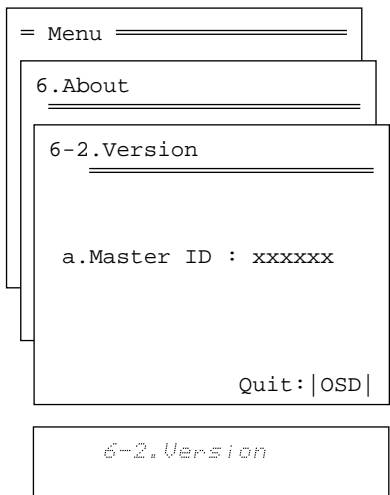 = Menu
6.About
6-2.Version
a.Master ID : xxxxxx
Quit:|OSD|
6-2.Version